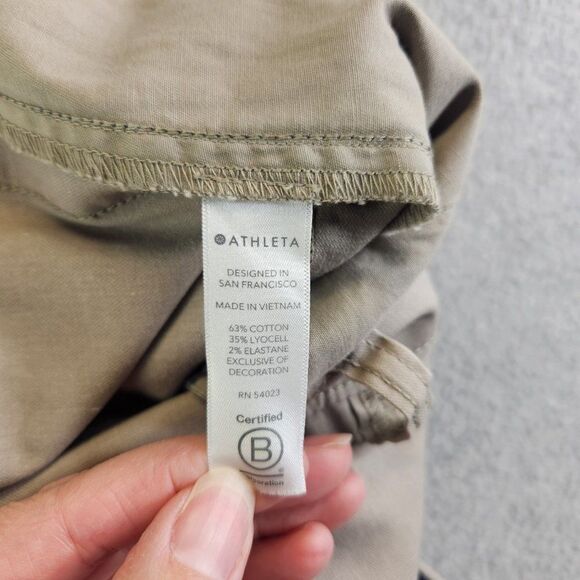 ATHLETA
DESIGNED IN
SAN FRANCISCO
MADE IN VIETNAM
63% COTTON
35% LYOCELL
2% ELASTANE
EXCLUSIVE OF
DECORATION
RN 54023
Certified
B